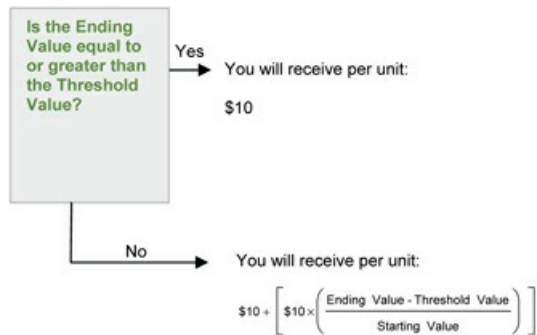 Is the Ending
Value equal to
or greater than
the Threshold
Value?
Yes
You will receive per unit:
$10
No
You will receive per unit:
$10 + [ $10 × ( Ending Value - Threshold Value
Starting Value ) ]